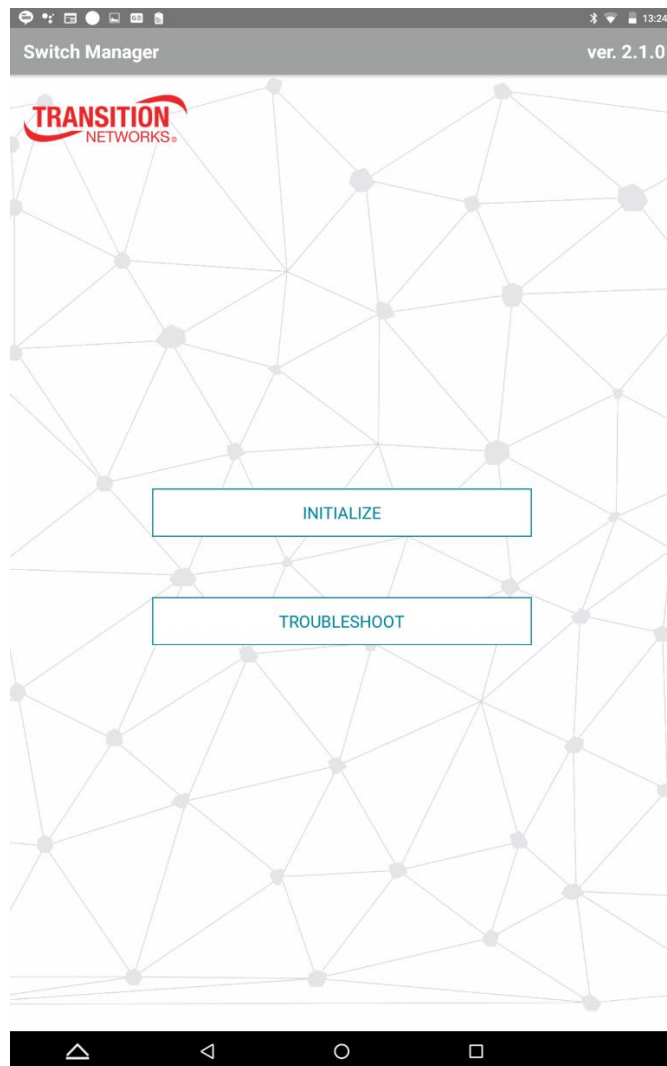 13:24
Switch Manager
ver. 2.1.0
TRANSITION
NETWORKS®
INITIALIZE
TROUBLESHOOT